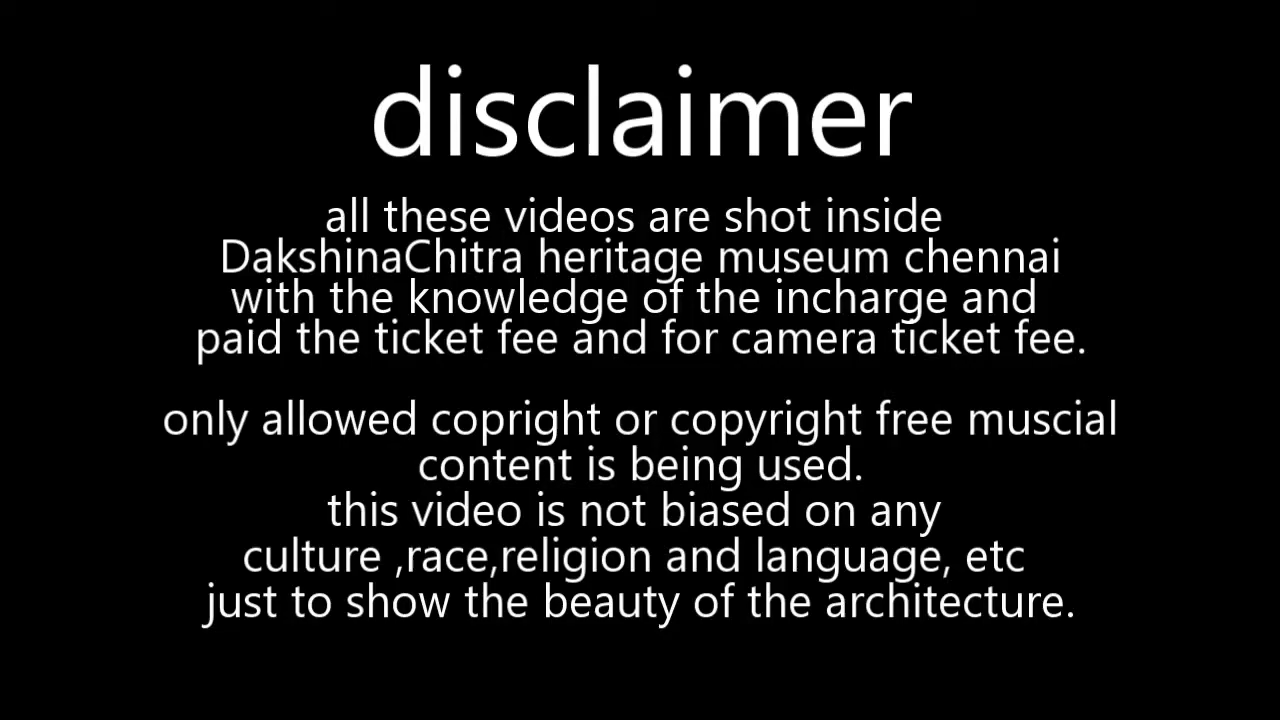 disclaimer
all these videos are shot inside
DakshinaChitra heritage museum chennai
with the knowledge of the incharge and
paid the ticket fee and for camera ticket fee.
only allowed copright or copyright free muscial
content is being used.
this video is not biased on any
culture ,race,religion and language, etc
just to show the beauty of the architecture.